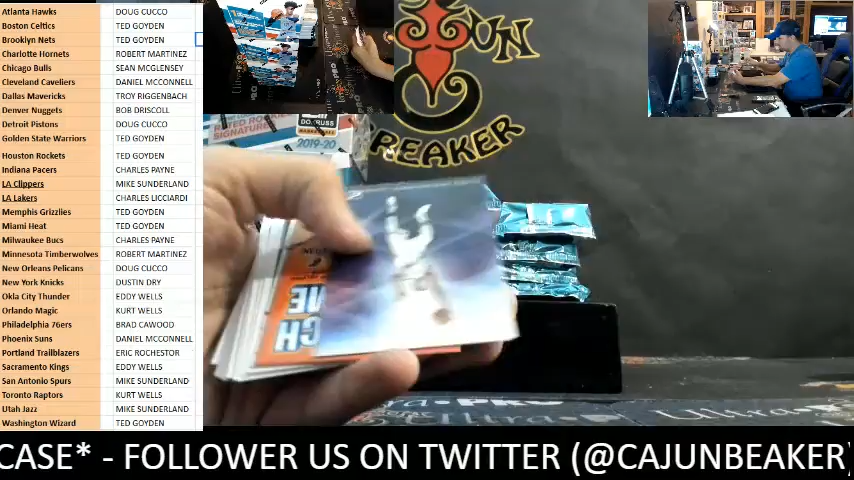 Atlanta Hawks DOUG CUCCO
Boston Celtics TED GOYDEN
Brooklyn Nets TED GOYDEN
Charlotte Hornets ROBERT MARTINEZ
Chicago Bulls SEAN MCGLENSEY
Cleveland Cavaliers DANIEL MCCONNELL
Dallas Mavericks TROY RIGGENBACH
Denver Nuggets BOB DRISCOLL
Detroit Pistons DOUG CUCCO
Golden State Warriors TED GOYDEN
Houston Rockets TED GOYDEN
Indiana Pacers CHARLES PAYNE
LA Clippers MIKE SUNDERLAND
LA Lakers CHARLES LICCIARDI
Memphis Grizzlies TED GOYDEN
Miami Heat TED GOYDEN
Milwaukee Bucs CHARLES PAYNE
Minnesota Timberwolves ROBERT MARTINEZ
New Orleans Pelicans DOUG CUCCO
New York Knicks DUSTIN DRY
Okla City Thunder EDDY WELLS
Orlando Magic KURT WELLS
Philadelphia 76ers BRAD CAWOOD
Phoenix Suns DANIEL MCCONNELL
Portland Trailblazers ERIC ROCHESTOR
Sacramento Kings EDDY WELLS
San Antonio Spurs MIKE SUNDERLAND
Toronto Raptors KURT WELLS
Utah Jazz MIKE SUNDERLAND
Washington Wizard TED GOYDEN
UN
BREAKER
RATED ROOKIE
SIGNATURE
DONRUSS
2019-20
CASE* - FOLLOWER US ON TWITTER (@CAJUNBEAKER)